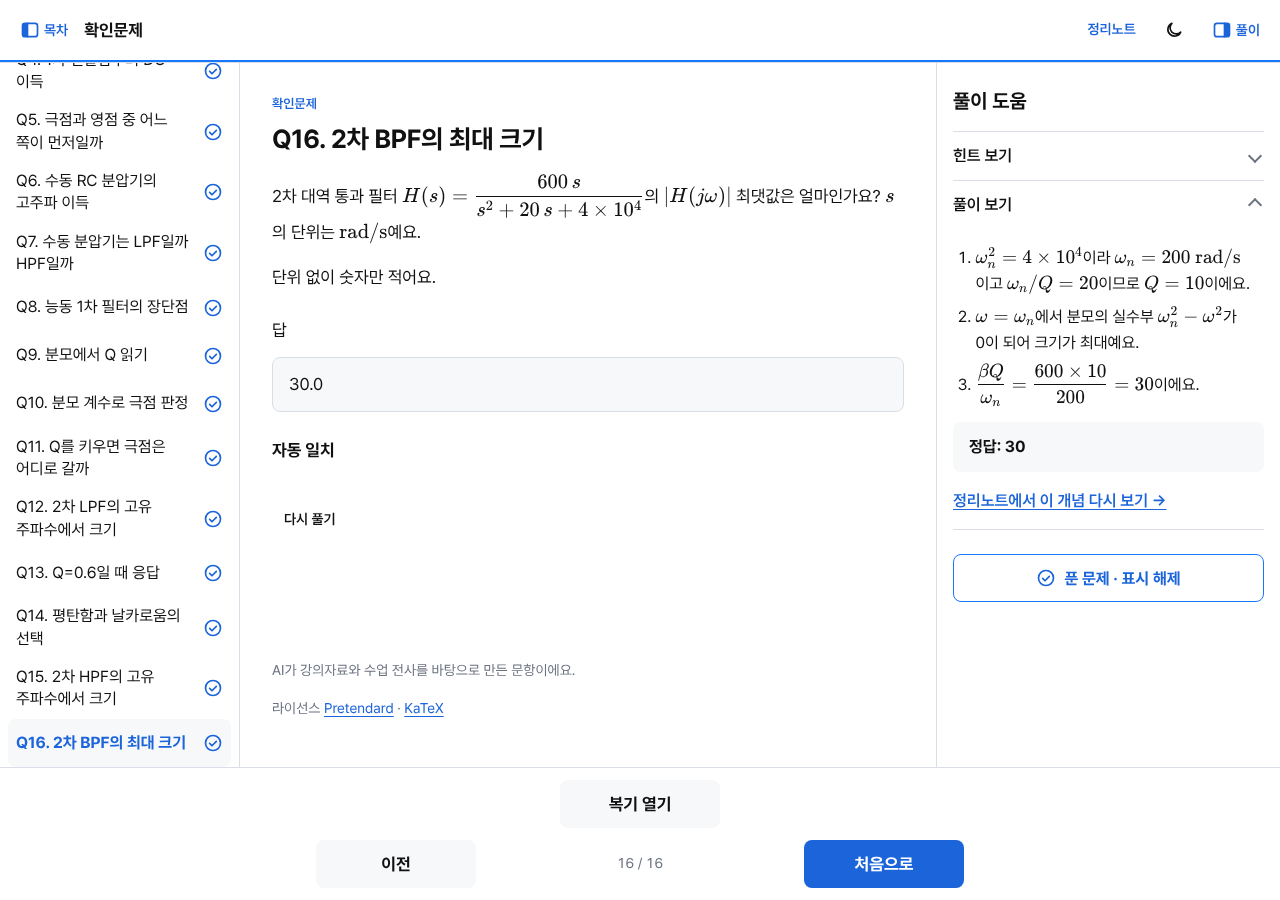 목차
확인문제
정리노트
풀이
이득
Q5. 극점과 영점 중 어느
쪽이 먼저일까
Q6. 수동 RC 분압기의
고주파 이득
Q7. 수동 분압기는 LPF일까
HPF일까
Q8. 능동 1차 필터의 장단점
Q9. 분모에서 Q 읽기
Q10. 분모 계수로 극점 판정
Q11. Q를 키우면 극점은
어디로 갈까
Q12. 2차 LPF의 고유
주파수에서 크기
Q13. Q=0.6일 때 응답
Q14. 평탄함과 날카로움의
선택
Q15. 2차 HPF의 고유
주파수에서 크기
Q16. 2차 BPF의 최대 크기
확인문제
Q16. 2차 BPF의 최대 크기
2차 대역 통과 필터 H(s) = 600 s / (s² + 20 s + 4 × 10⁴)의 |H(jω)| 최댓값은 얼마인가요? s
의 단위는 rad/s예요.
단위 없이 숫자만 적어요.
답
30.0
자동 일치
다시 풀기
AI가 강의자료와 수업 전사를 바탕으로 만든 문항이에요.
라이선스 Pretendard · KaTeX
풀이 도움
힌트 보기
풀이 보기
1. ωₙ² = 4 × 10⁴이라 ωₙ = 200 rad/s
이고 ωₙ/Q = 20이므로 Q = 10이에요.
2. ω = ωₙ에서 분모의 실수부 ωₙ² − ω²가
0이 되어 크기가 최대예요.
3. βQ / ωₙ = 600 × 10 / 200 = 30이에요.
정답: 30
정리노트에서 이 개념 다시 보기 →
푼 문제 · 표시 해제
복기 열기
이전
16 / 16
처음으로